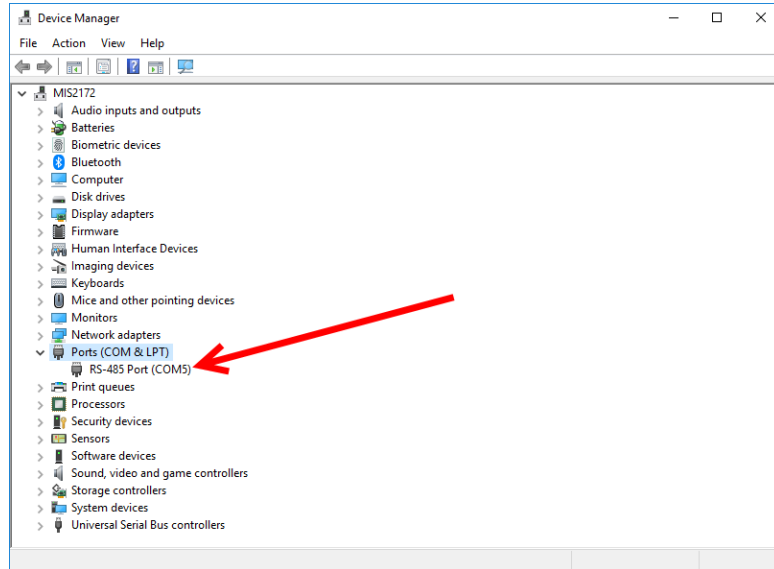 Device Manager
File Action View Help
MIS2172
Audio inputs and outputs
Batteries
Biometric devices
Bluetooth
Computer
Disk drives
Display adapters
Firmware
Human Interface Devices
Imaging devices
Keyboards
Mice and other pointing devices
Monitors
Network adapters
Ports (COM & LPT)
RS-485 Port (COM5)
Print queues
Processors
Security devices
Sensors
Software devices
Sound, video and game controllers
Storage controllers
System devices
Universal Serial Bus controllers